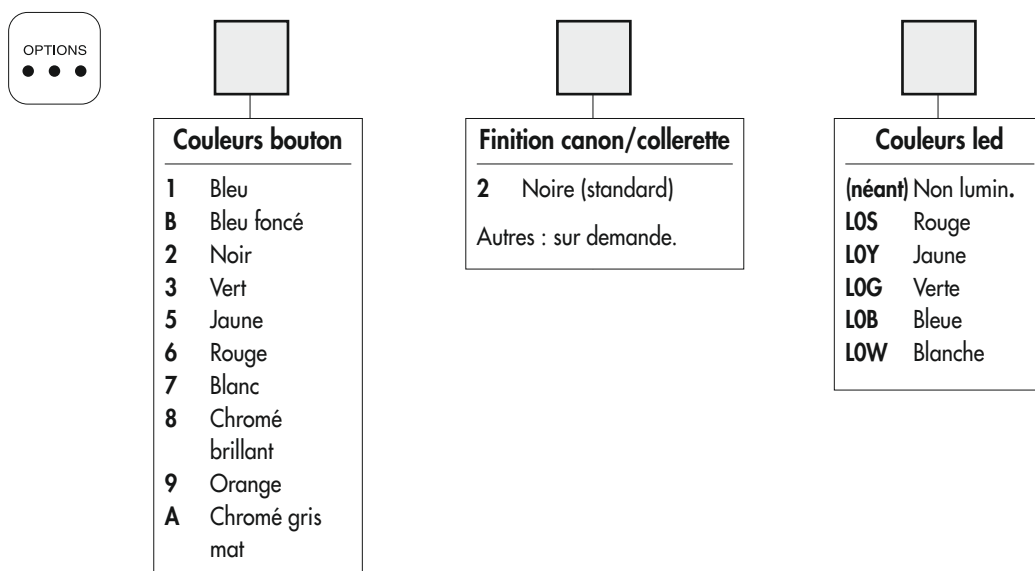 OPTIONS
Couleurs bouton
1 Bleu
B Bleu foncé
2 Noir
3 Vert
5 Jaune
6 Rouge
7 Blanc
8 Chromé
brillant
9 Orange
A Chromé gris
mat
Finition canon/collerette
2 Noire (standard)
Autres : sur demande.
Couleurs led
(néant) Non lumin.
L0S Rouge
L0Y Jaune
L0G Verte
L0B Bleue
L0W Blanche